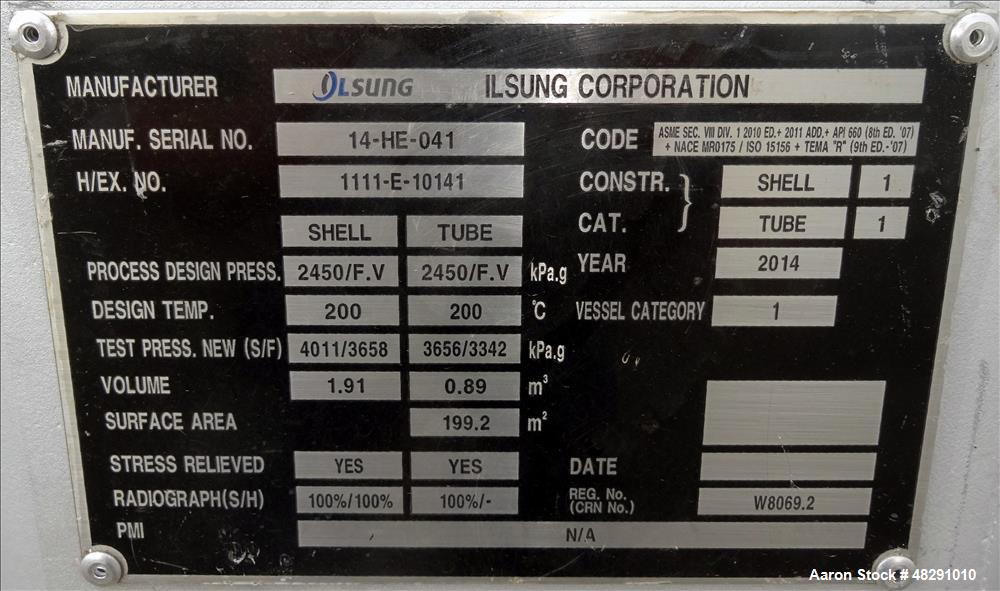 MANUFACTURER ILSUNG ILSUNG CORPORATION
MANUF. SERIAL NO. 14-HE-041
CODE ASME SEC. VIII DIV. 1 2010 ED.+ 2011 ADD.+ API 660 (8th ED. '07)
+ NACE MR0175 / ISO 15156 + TEMA "R" (9th ED.-'07)
H/EX. NO. 1111-E-10141
CONSTR. SHELL 1
CAT. TUBE 1
SHELL TUBE
PROCESS DESIGN PRESS. 2450/F.V 2450/F.V kPa.g
YEAR 2014
DESIGN TEMP. 200 200 °C
VESSEL CATEGORY 1
TEST PRESS. NEW (S/F) 4011/3658 3656/3342 kPa.g
VOLUME 1.91 0.89 m³
SURFACE AREA 199.2 m²
STRESS RELIEVED YES YES
DATE
RADIOGRAPH(S/H) 100%/100% 100%/-
REG. No.
(CRN No.) W8069.2
PMI N/A
Aaron Stock # 48291010